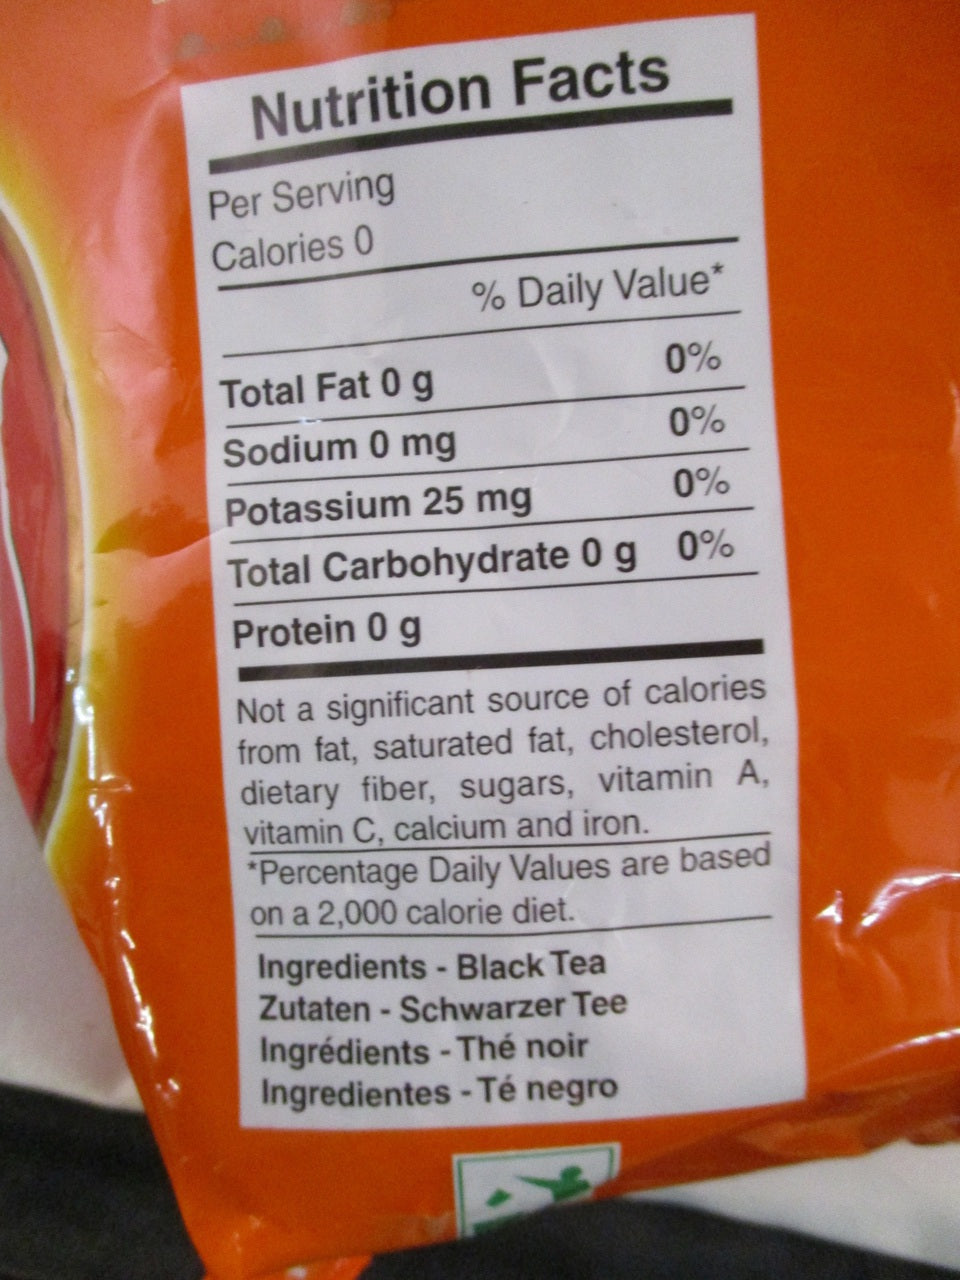 Nutrition Facts
Per Serving
Calories 0
% Daily Value*
Total Fat 0 g 0%
Sodium 0 mg 0%
Potassium 25 mg 0%
Total Carbohydrate 0 g 0%
Protein 0 g
Not a significant source of calories
from fat, saturated fat, cholesterol,
dietary fiber, sugars, vitamin A,
vitamin C, calcium and iron.
*Percentage Daily Values are based
on a 2,000 calorie diet.
Ingredients - Black Tea
Zutaten - Schwarzer Tee
Ingrédients - Thé noir
Ingredientes - Té negro